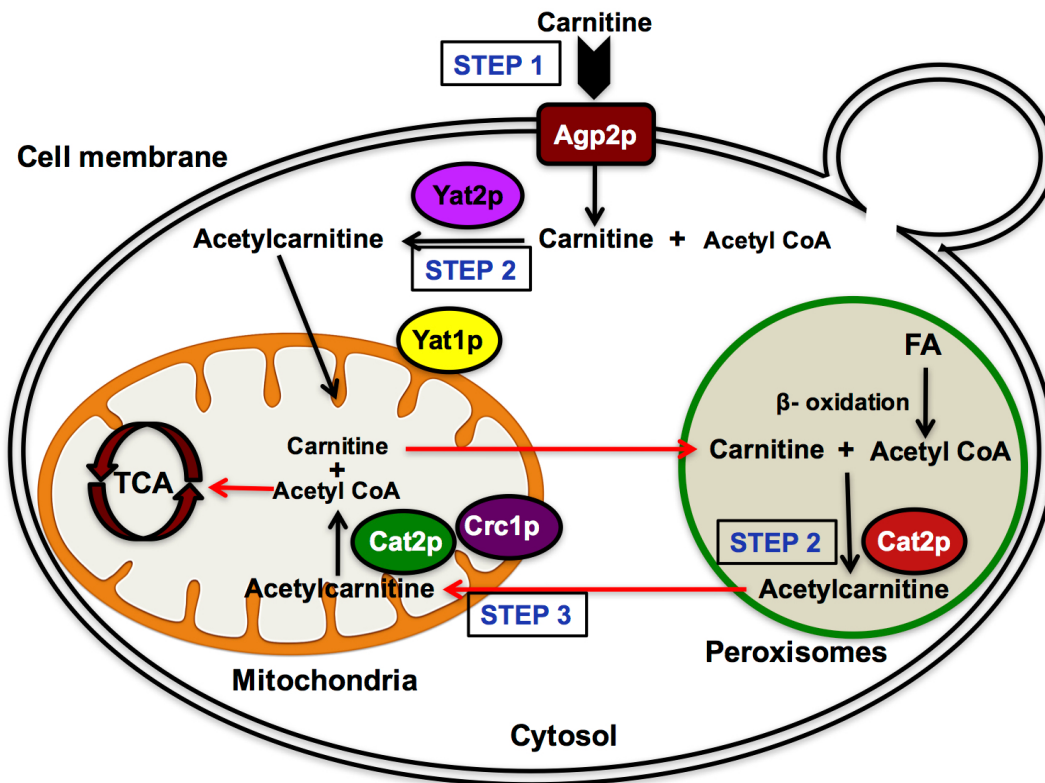 Carnitine
STEP 1
Agp2p
Cell membrane
Yat2p
Acetylcarnitine
Carnitine + Acetyl CoA
STEP 2
Yat1p
FA
β- oxidation
Carnitine
+
Acetyl CoA
TCA
Carnitine + Acetyl CoA
Cat2p
Crc1p
STEP 2
Cat2p
Acetylcarnitine
Acetylcarnitine
STEP 3
Mitochondria
Peroxisomes
Cytosol